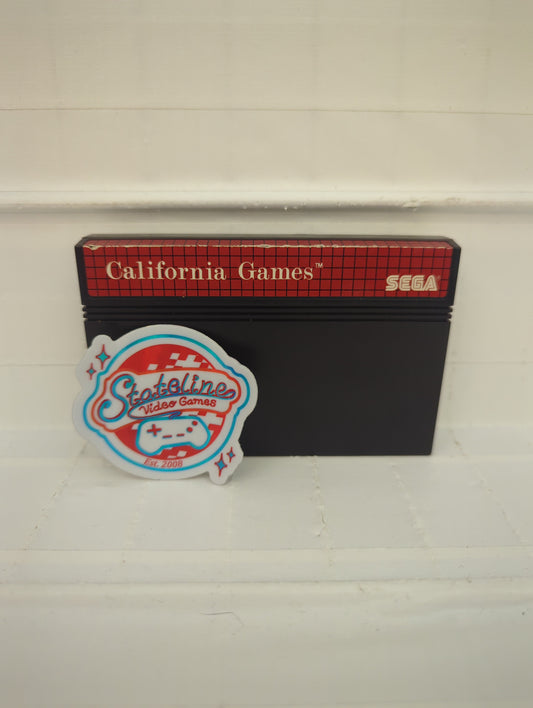 California Games™
SEGA
Stateline
Video Games
Est. 2008